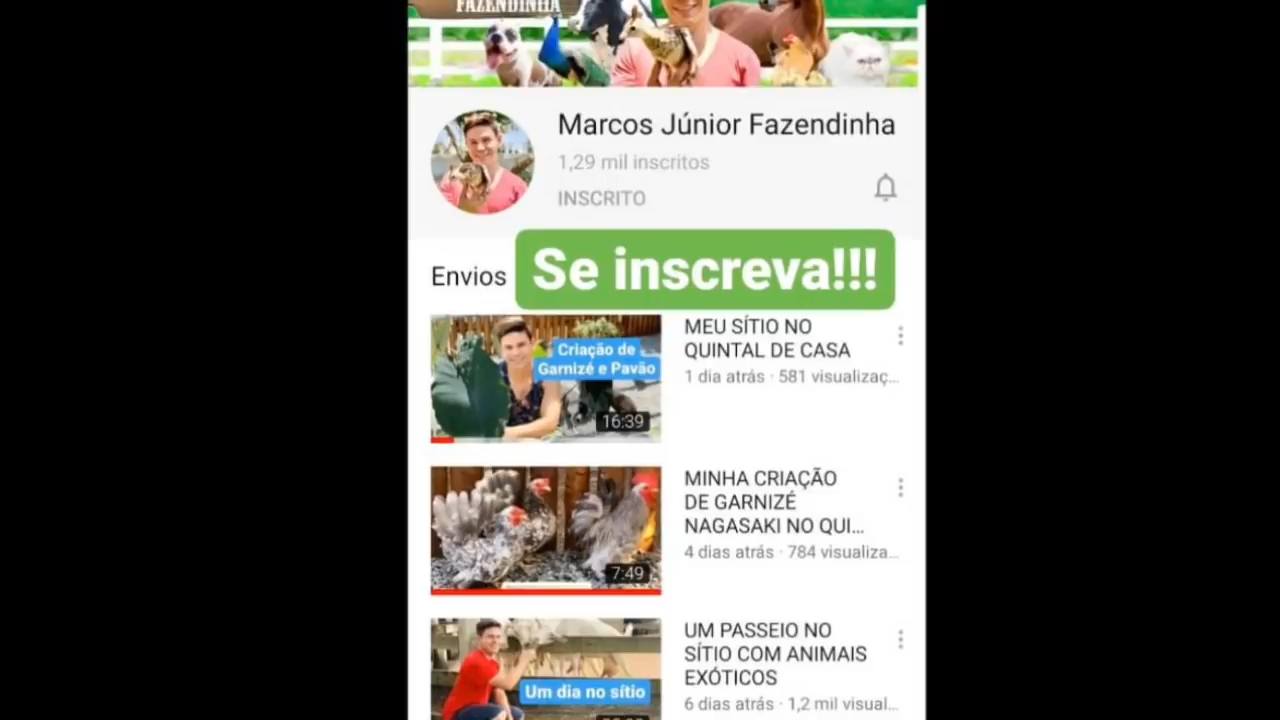 FAZENDINHA
Marcos Júnior Fazendinha
1,29 mil inscritos
INSCRITO
Envios
Se inscreva!!!
Criação de
Garnizé e Pavão
16:39
MEU SÍTIO NO
QUINTAL DE CASA
1 dia atrás · 581 visualizaç...
7:49
MINHA CRIAÇÃO
DE GARNIZÉ
NAGASAKI NO QUI...
4 dias atrás · 784 visualiza...
Um dia no sítio
UM PASSEIO NO
SÍTIO COM ANIMAIS
EXÓTICOS
6 dias atrás · 1,2 mil visual...